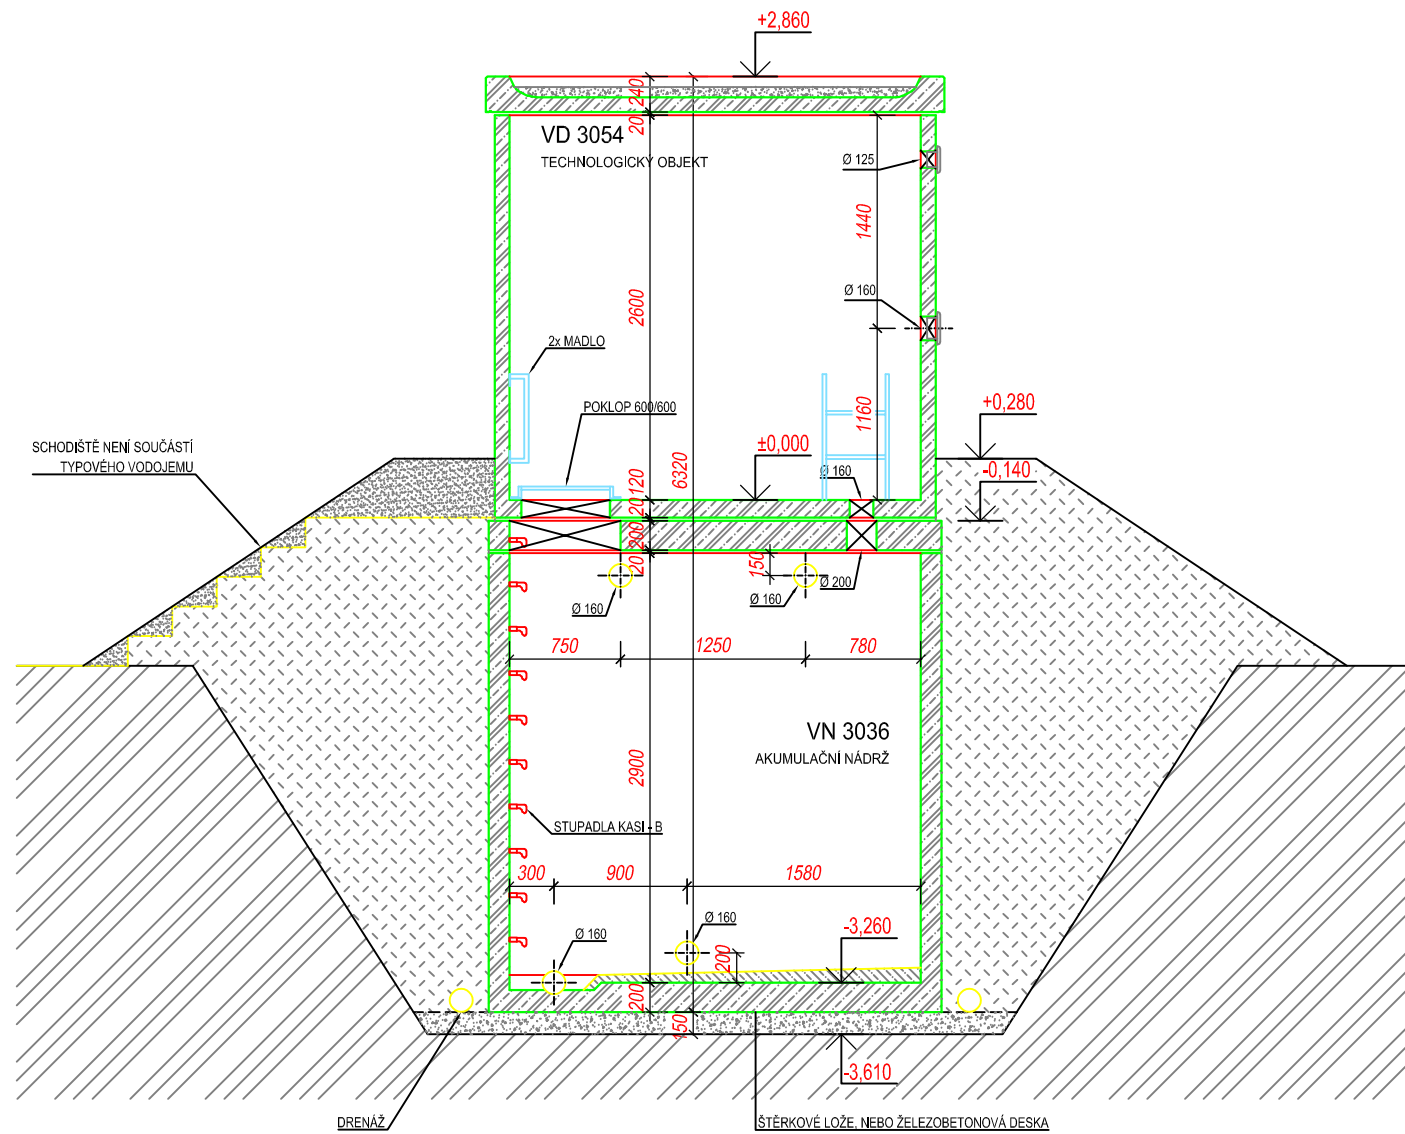 +2,860
240
20
VD 3054
TECHNOLOGICKÝ OBJEKT
Ø 125
1440
Ø 160
2600
2x MADLO
POKLOP 600/600
1160
+0,280
±0,000
-0,140
SCHODIŠTĚ NENÍ SOUČÁSTÍ
TYPOVÉHO VODOJEMU
6320
120
Ø 160
20
200
20
150
Ø 160
Ø 160
Ø 200
750
1250
780
VN 3036
AKUMULAČNÍ NÁDRŽ
2900
STUPADLA KASI - B
300
900
1580
Ø 160
Ø 160
-3,260
200
200
150
-3,610
DRENÁŽ
ŠTĚRKOVÉ LOŽE, NEBO ŽELEZOBETONOVÁ DESKA